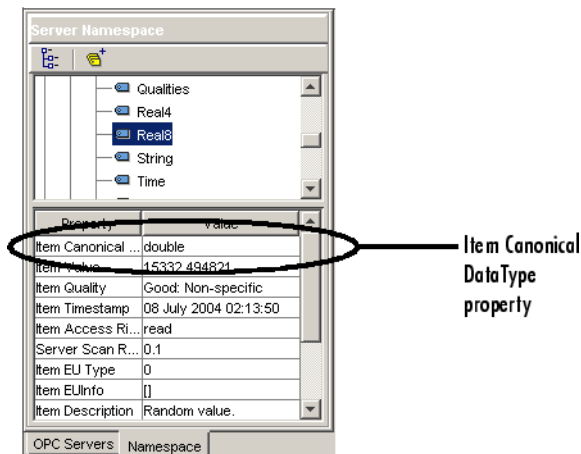 Server Namespace
Qualities
Real4
Real8
String
Time
Property Value
Item Canonical ... double
Item Value 15332.494821
Item Quality Good: Non-specific
Item Timestamp 08 July 2004 02:13:50
Item Access Ri... read
Server Scan R... 0.1
Item EU Type 0
Item EUInfo []
Item Description Random value.
OPC Servers Namespace
Item Canonical
DataType
property